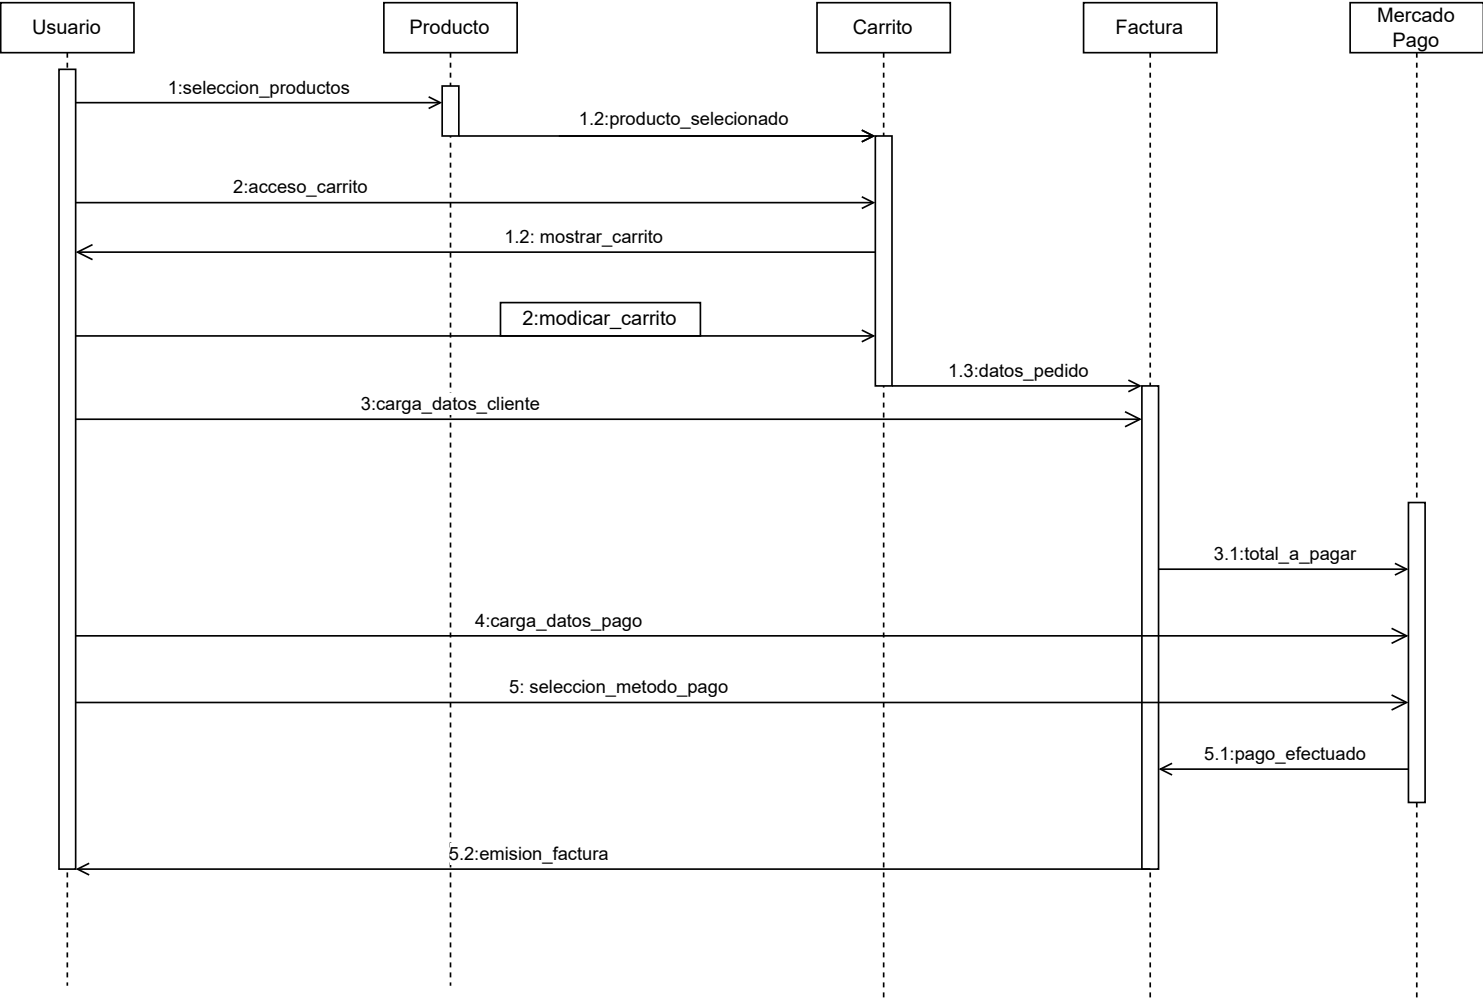 Usuario
Producto
Carrito
Factura
Mercado
Pago
1:seleccion_productos
1.2:producto_selecionado
2:acceso_carrito
1.2: mostrar_carrito
2:modicar_carrito
1.3:datos_pedido
3:carga_datos_cliente
3.1:total_a_pagar
4:carga_datos_pago
5: seleccion_metodo_pago
5.1:pago_efectuado
5.2:emision_factura